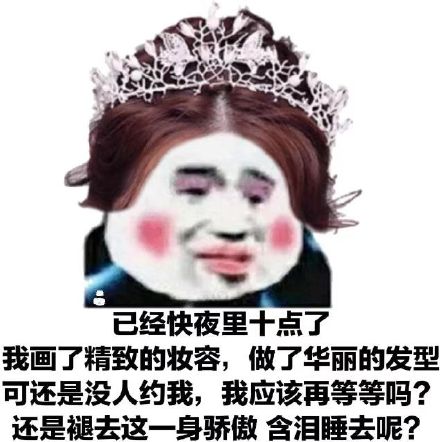 已经快夜里十点了
我画了精致的妆容，做了华丽的发型
可还是没人约我，我应该再等等吗？
还是褪去这一身骄傲 含泪睡去呢？